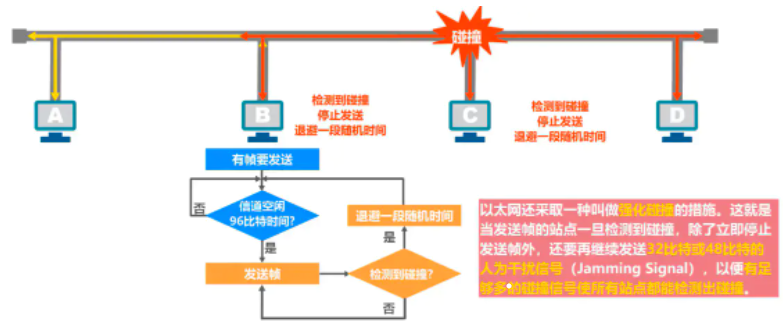 碰撞
A
B
C
D
检测到碰撞
停止发送
退避一段随机时间
检测到碰撞
停止发送
退避一段随机时间
有帧要发送
信道空闲
96比特时间?
否
是
发送帧
检测到碰撞?
是
否
退避一段随机时间
以太网还采取一种叫做强化碰撞的措施。这就是
当发送帧的站点一旦检测到碰撞，除了立即停止
发送帧外，还要再继续发送32比特或48比特的
人为干扰信号（Jamming Signal），以便有足
够多的碰撞信号使所有站点都能检测出碰撞。